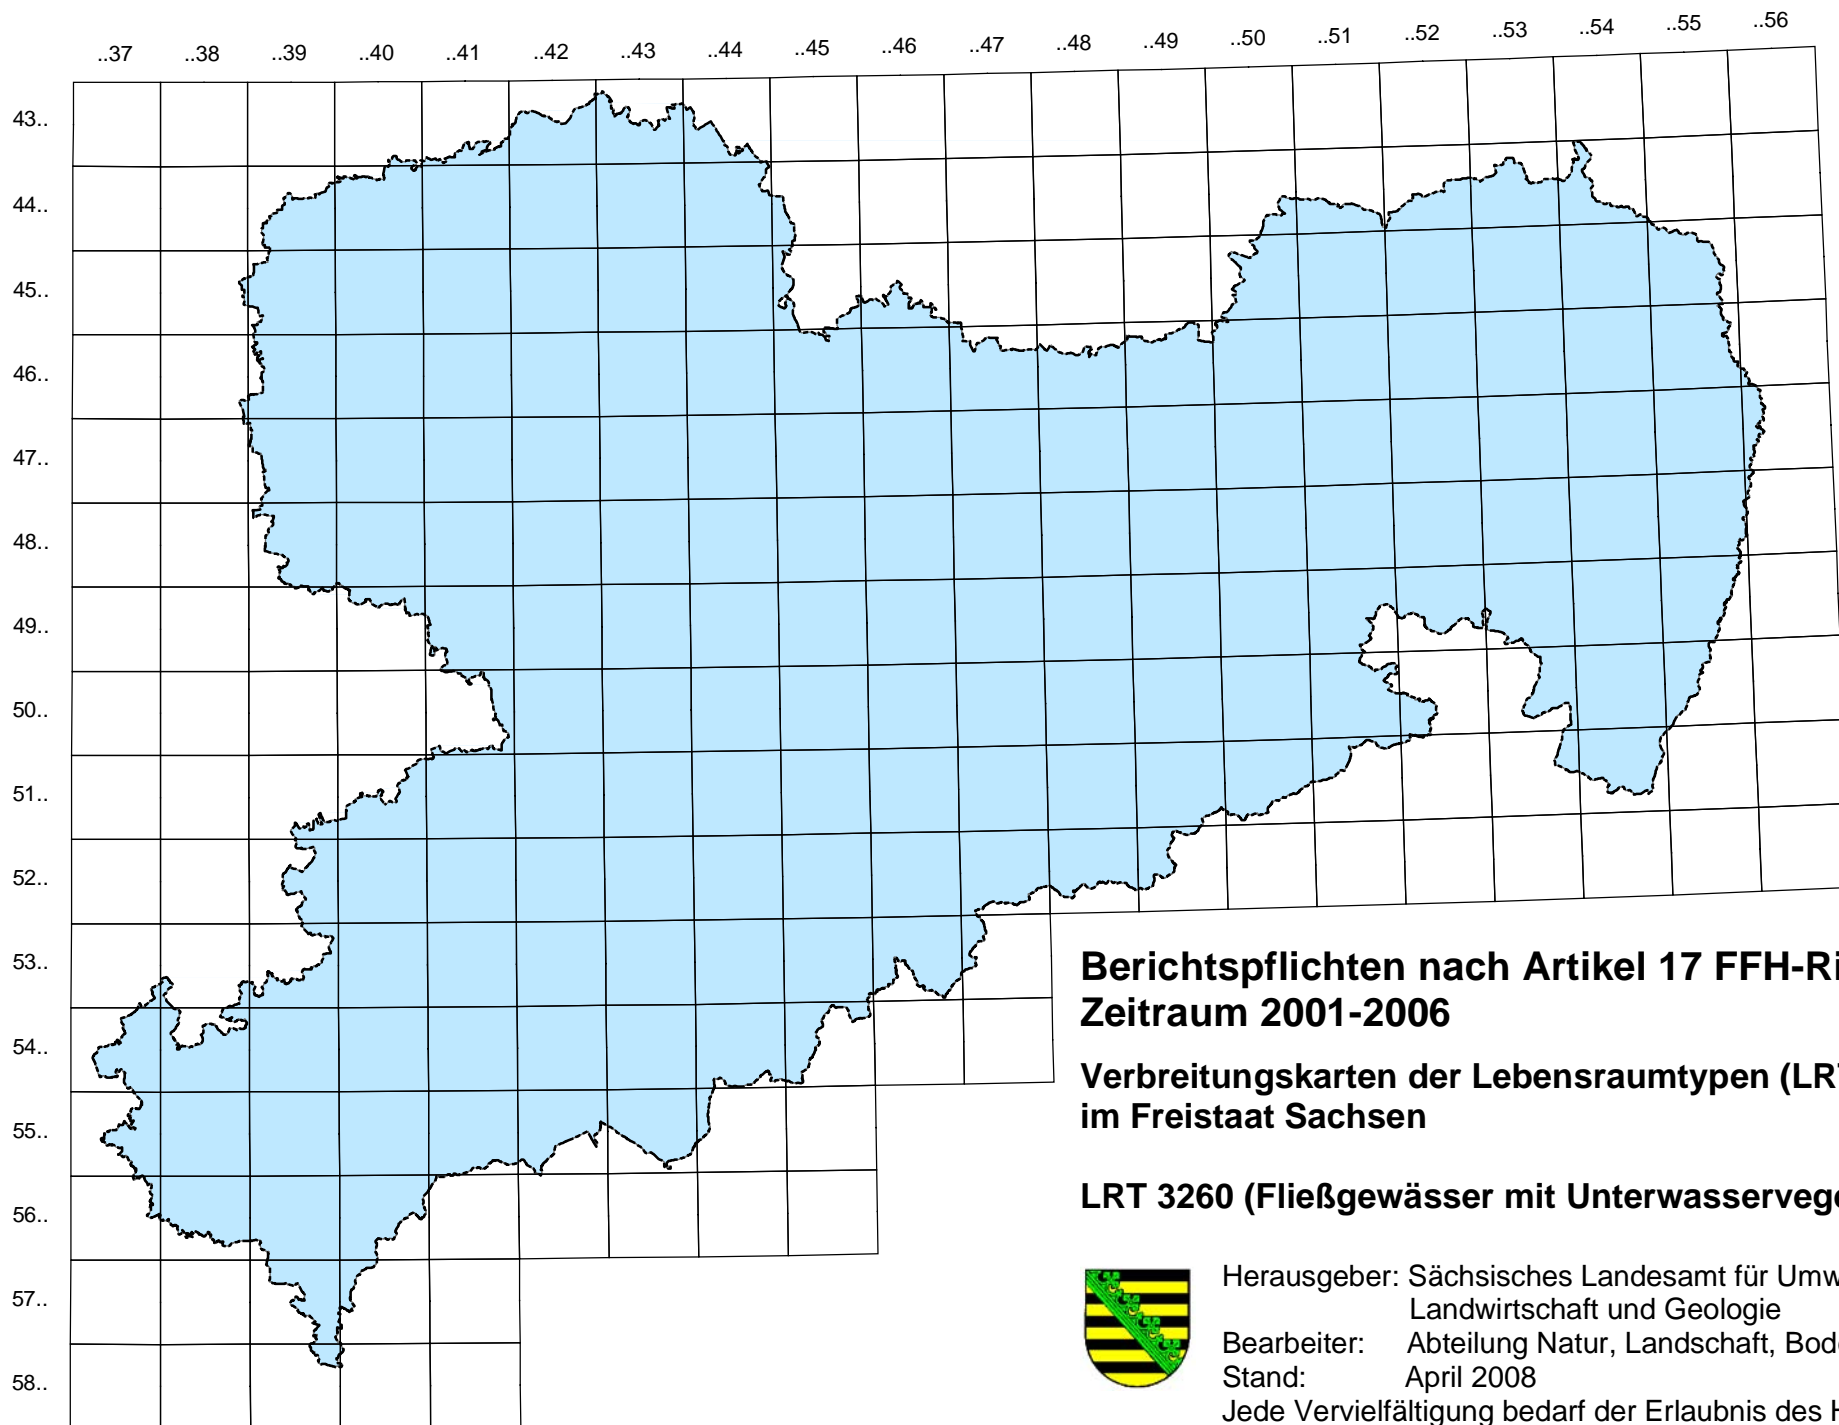 ..37 ..38 ..39 ..40 ..41 ..42 ..43 ..44 ..45 ..46 ..47 ..48 ..49 ..50 ..51 ..52 ..53 ..54 ..55 ..56
43..
44..
45..
46..
47..
48..
49..
50..
51..
52..
53..
54..
55..
56..
57..
58..
Berichtspflichten nach Artikel 17 FFH-Ri
Zeitraum 2001-2006
Verbreitungskarten der Lebensraumtypen (LRT
im Freistaat Sachsen
LRT 3260 (Fließgewässer mit Unterwasservege
Herausgeber: Sächsisches Landesamt für Umw
Landwirtschaft und Geologie
Bearbeiter: Abteilung Natur, Landschaft, Bod
Stand: April 2008
Jede Vervielfältigung bedarf der Erlaubnis des H